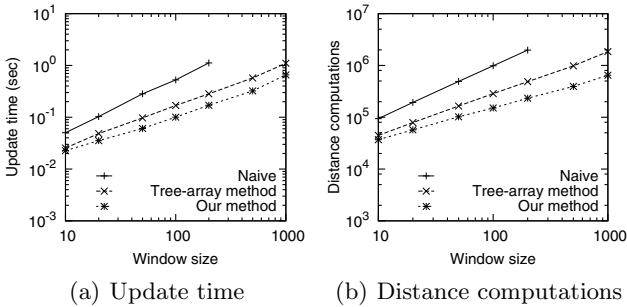 Update time (sec)
10^1
10^0
10^-1
10^-2
10^-3
Naive
Tree-array method
Our method
10 100 1000
Window size
(a) Update time
Distance computations
10^7
10^6
10^5
10^4
10^3
10^2
Naive
Tree-array method
Our method
10 100 1000
Window size
(b) Distance computations